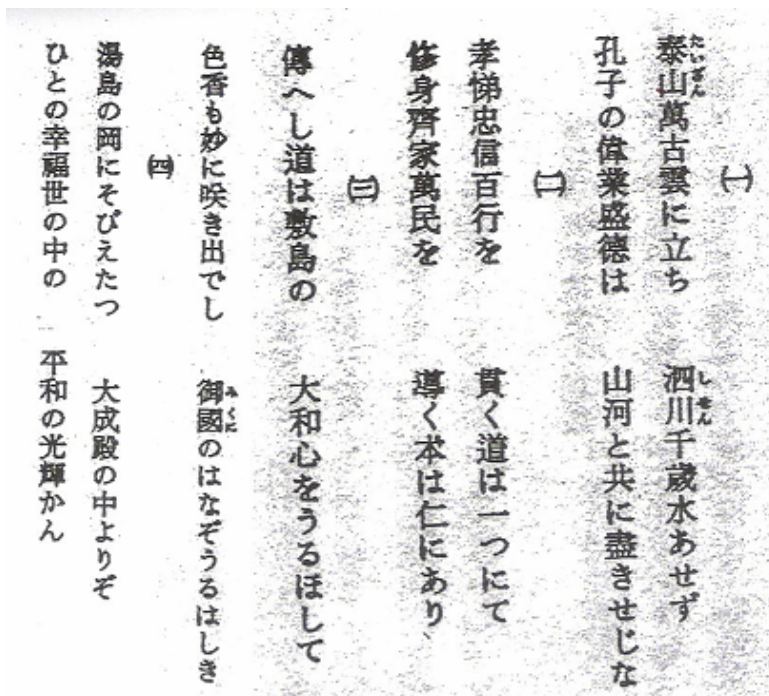 ㈠
泰山萬古雲に立ち　泗川千歳水あせず
孔子の偉業盛德は　山河と共に盡きせじな
㈡
孝悌忠信百行を　貫く道は一つにて
修身齊家萬民を　導く本は仁にあり
㈢
傳へし道は敷島の　大和心をうるほして
色香も妙に咲き出でし　御國のはなぞうるはしき
㈣
湯島の岡にそびえたつ　大成殿の中よりぞ
ひとの幸福世の中の　平和の光輝かん